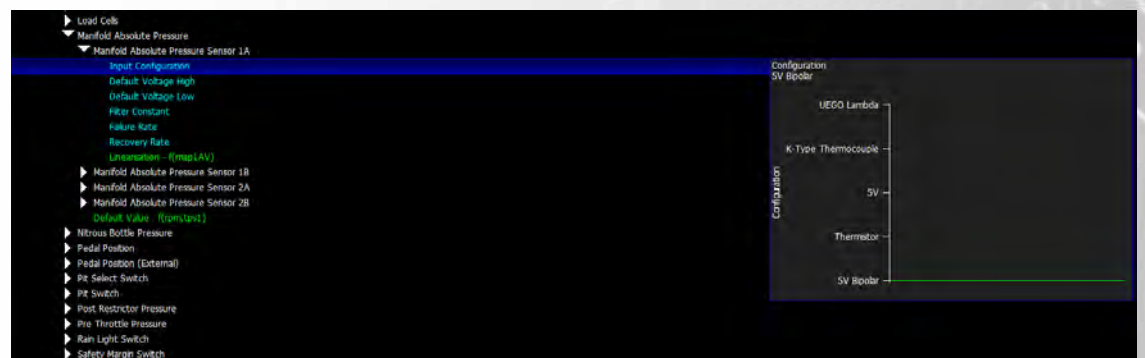 Load Cells
Manifold Absolute Pressure
Manifold Absolute Pressure Sensor 1A
Input Configuration
Default Voltage High
Default Voltage Low
Filter Constant
Failure Rate
Recovery Rate
Linearisation - f(map1AV)
Manifold Absolute Pressure Sensor 1B
Manifold Absolute Pressure Sensor 2A
Manifold Absolute Pressure Sensor 2B
Default Value - f(rpm,tps1)
Nitrous Bottle Pressure
Pedal Position
Pedal Position (External)
Pit Select Switch
Pit Switch
Post Restrictor Pressure
Pre Throttle Pressure
Rain Light Switch
Safety Margin Switch
Configuration
5V Bipolar
UEGO Lambda
K-Type Thermocouple
Configuration
5V
Thermistor
5V Bipolar